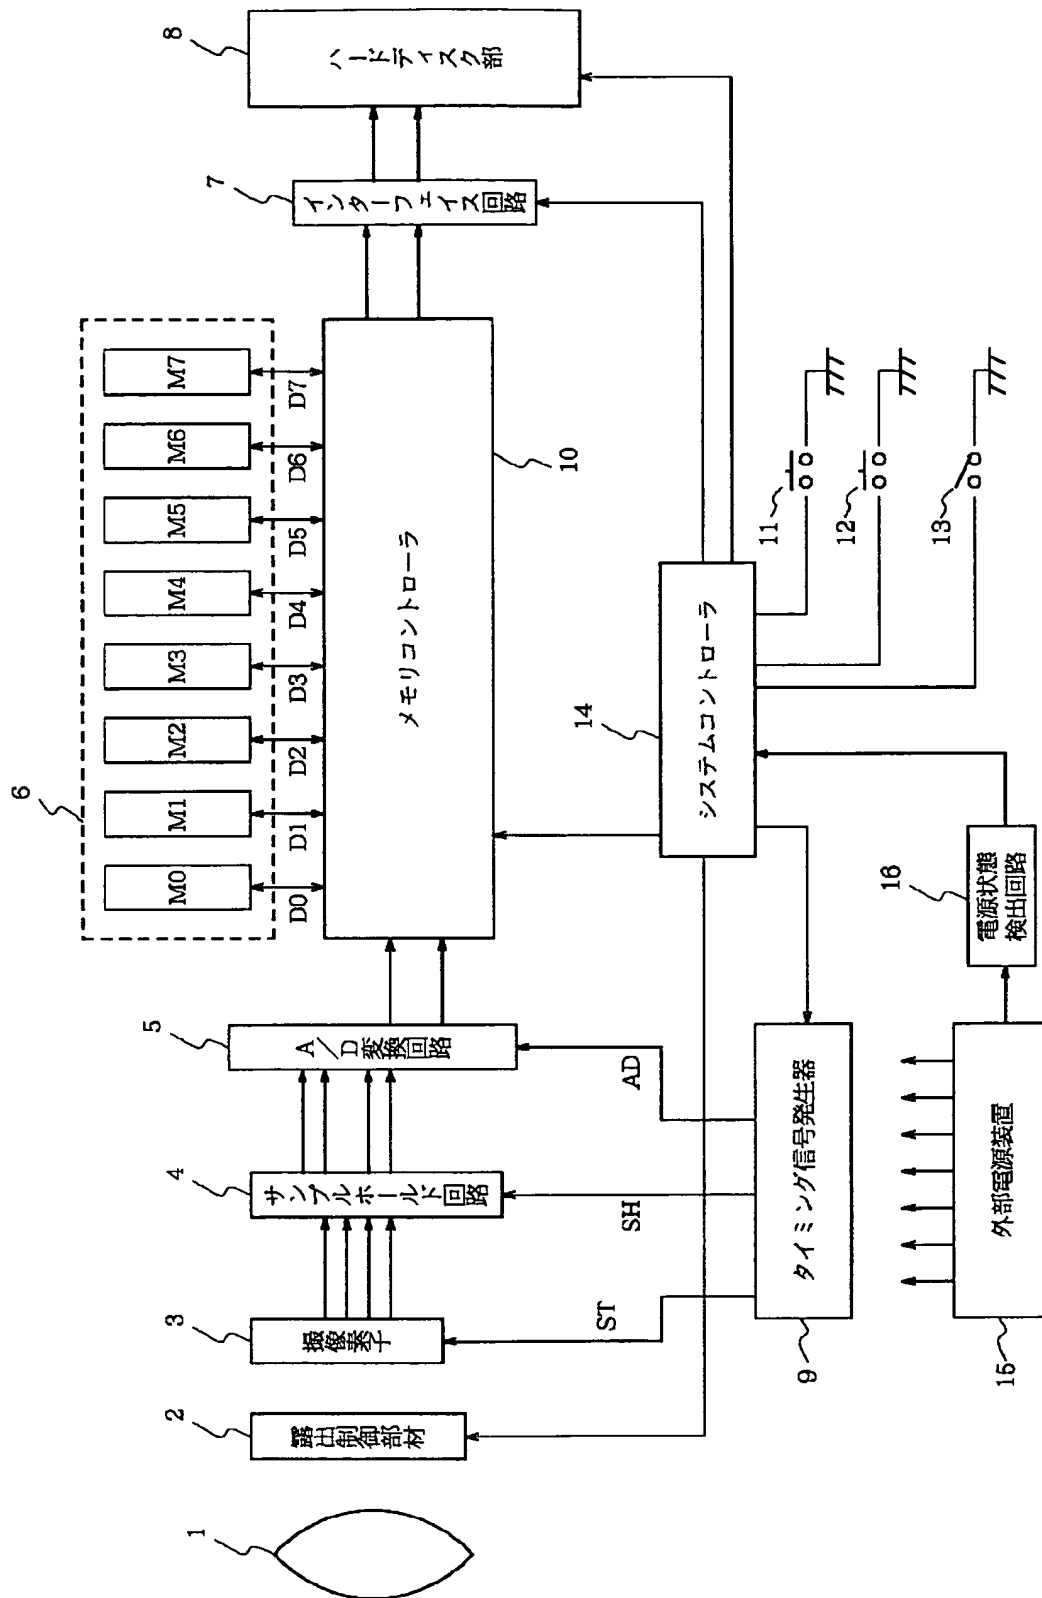 6
M0
M1
M2
M3
M4
M5
M6
M7
D0
D1
D2
D3
D4
D5
D6
D7
1
2
露出制御部材
3
撮像素子
4
サンプルホールド回路
5
A/D変換回路
メモリコントローラ
10
7
インターフェイス回路
8
ハードディスク部
ST
SH
AD
14
システムコントローラ
11
12
13
9
タイミング信号発生器
15
外部電源装置
16
電源状態
検出回路